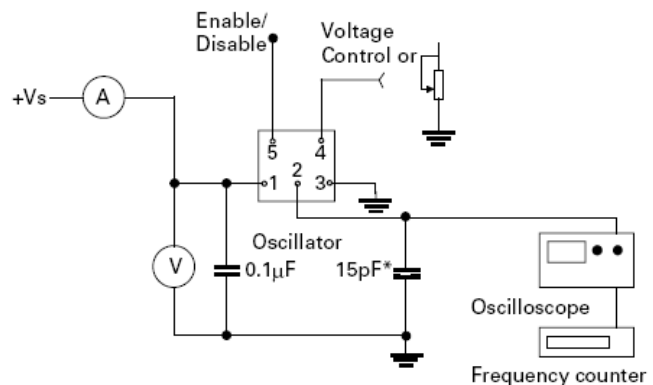 Enable/
Disable
Voltage
Control or
+Vs
A
5
4
1
2
3
V
Oscillator
0.1μF
15pF*
Oscilloscope
Frequency counter